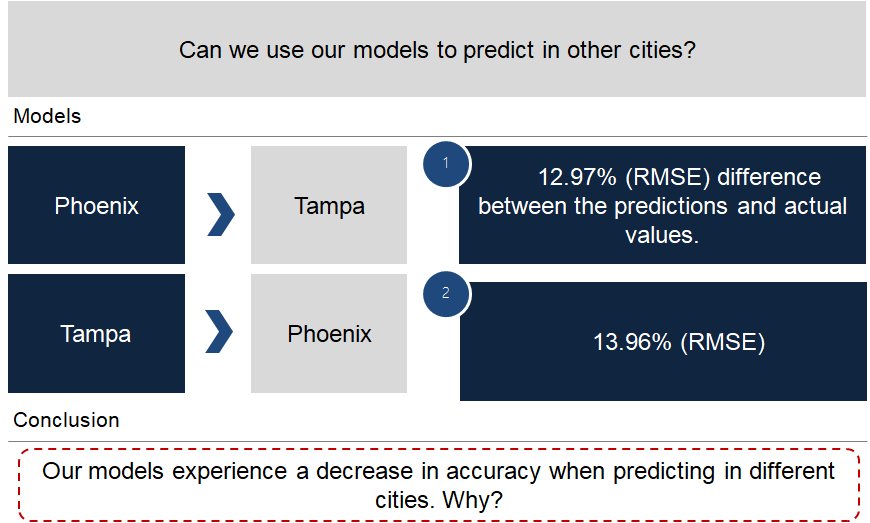 Can we use our models to predict in other cities?
Models
Phoenix
Tampa
1
12.97% (RMSE) difference
between the predictions and actual
values.
Tampa
Phoenix
2
13.96% (RMSE)
Conclusion
Our models experience a decrease in accuracy when predicting in different
cities. Why?